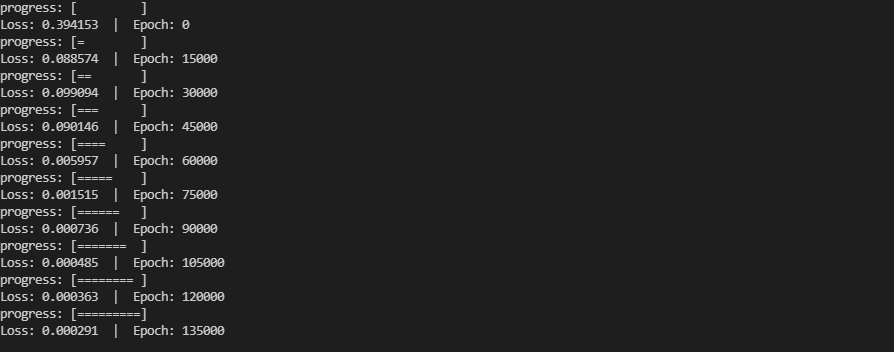 progress: [         ]
Loss: 0.394153  |  Epoch: 0
progress: [=        ]
Loss: 0.088574  |  Epoch: 15000
progress: [==       ]
Loss: 0.099094  |  Epoch: 30000
progress: [===      ]
Loss: 0.090146  |  Epoch: 45000
progress: [====     ]
Loss: 0.005957  |  Epoch: 60000
progress: [=====    ]
Loss: 0.001515  |  Epoch: 75000
progress: [======   ]
Loss: 0.000736  |  Epoch: 90000
progress: [=======  ]
Loss: 0.000485  |  Epoch: 105000
progress: [======== ]
Loss: 0.000363  |  Epoch: 120000
progress: [=========]
Loss: 0.000291  |  Epoch: 135000